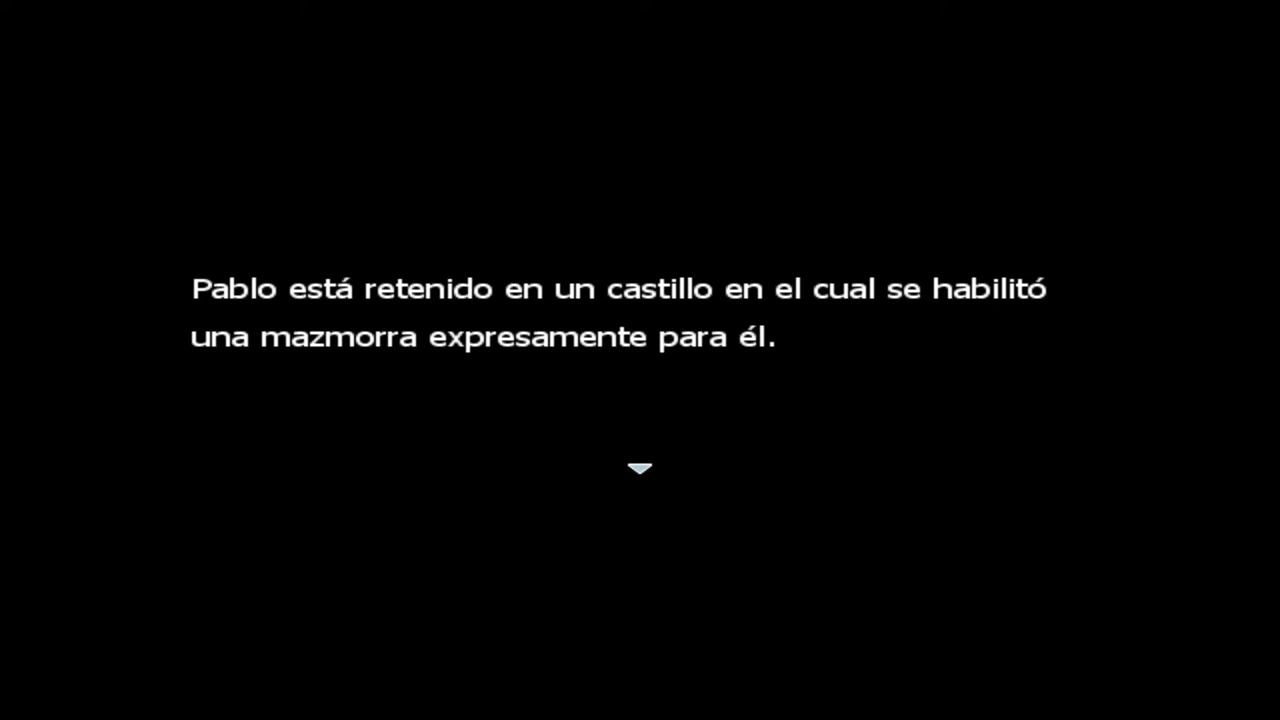 Pablo está retenido en un castillo en el cual se habilitó
una mazmorra expresamente para él.